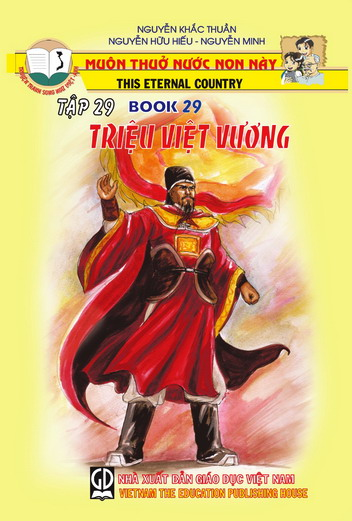 NGUYỄN KHẮC THUẦN
NGUYỄN HỮU HIẾU - NGUYỄN MINH
MUÔN THUỞ NƯỚC NON NÀY
THIS ETERNAL COUNTRY
TẬP 29 BOOK 29
TRIỆU VIỆT VƯƠNG
GD
NHÀ XUẤT BẢN GIÁO DỤC VIỆT NAM
VIETNAM THE EDUCATION PUBLISHING HOUSE